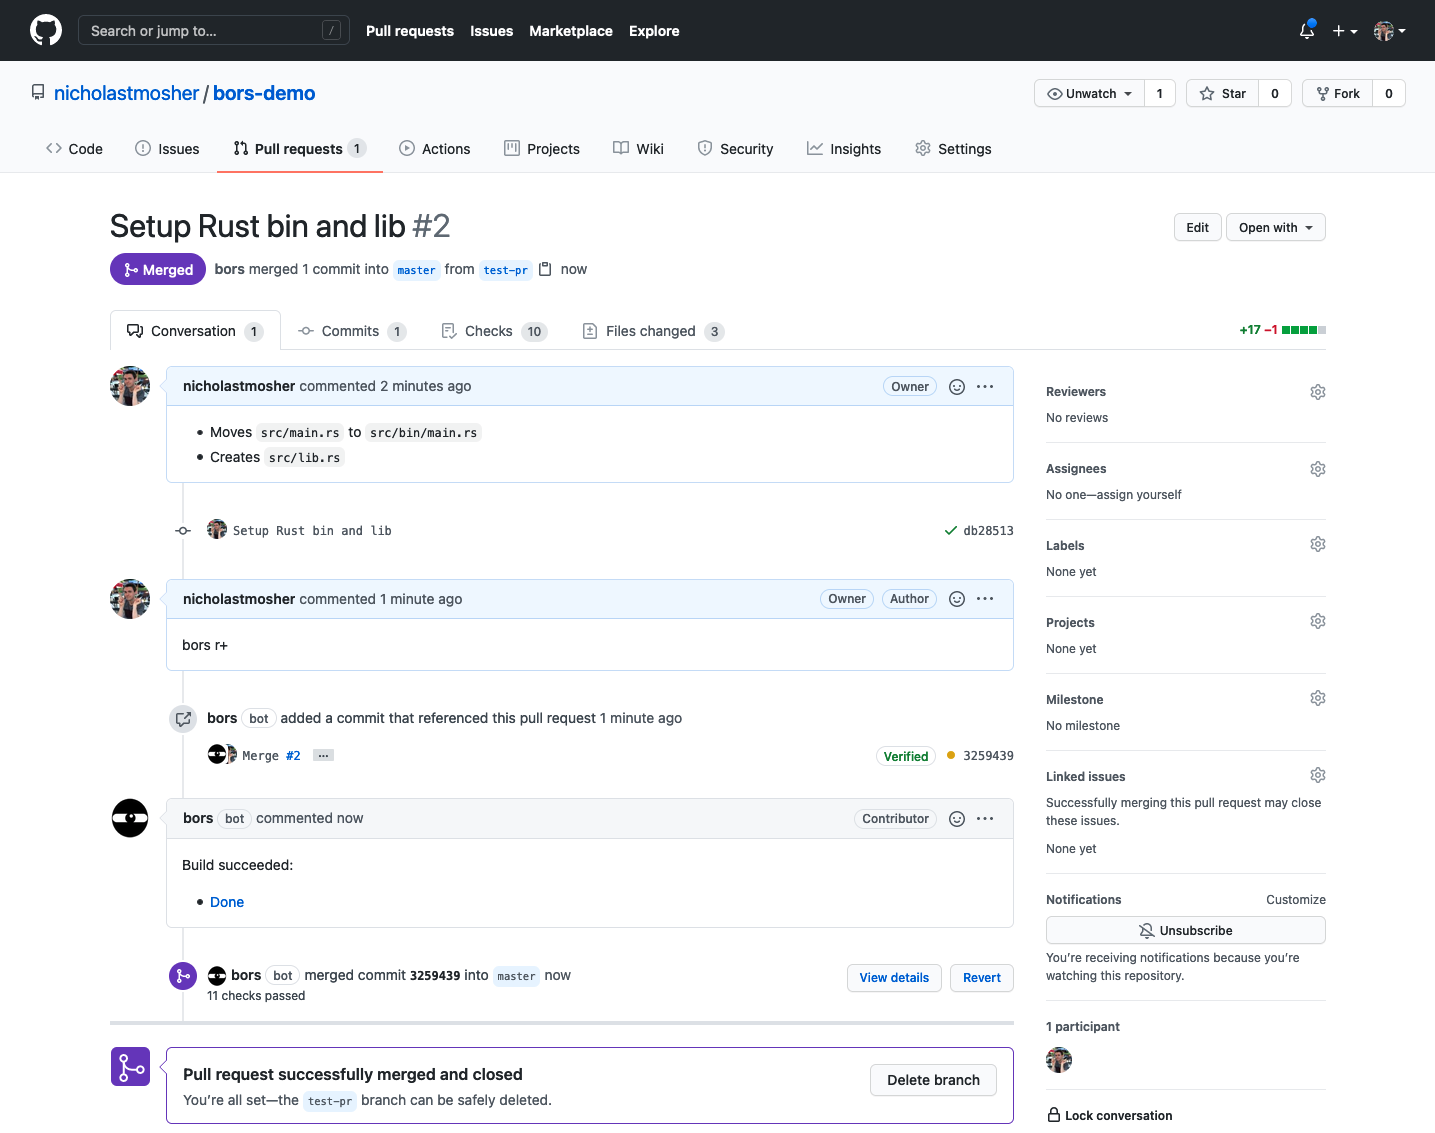 Search or jump to... /
Pull requests Issues Marketplace Explore
nicholastmosher / bors-demo
Unwatch 1 Star 0 Fork 0
Code Issues Pull requests 1 Actions Projects Wiki Security Insights Settings
Setup Rust bin and lib #2
Edit Open with
Merged bors merged 1 commit into master from test-pr now
Conversation 1 Commits 1 Checks 10 Files changed 3
+17 −1
nicholastmosher commented 2 minutes ago Owner
• Moves src/main.rs to src/bin/main.rs
• Creates src/lib.rs
Setup Rust bin and lib db28513
nicholastmosher commented 1 minute ago Owner Author
bors r+
bors bot added a commit that referenced this pull request 1 minute ago
Merge #2 … Verified 3259439
bors bot commented now Contributor
Build succeeded:
• Done
bors bot merged commit 3259439 into master now
11 checks passed
View details Revert
Pull request successfully merged and closed
You’re all set—the test-pr branch can be safely deleted.
Delete branch
Reviewers
No reviews
Assignees
No one—assign yourself
Labels
None yet
Projects
None yet
Milestone
No milestone
Linked issues
Successfully merging this pull request may close
these issues.
None yet
Notifications Customize
Unsubscribe
You’re receiving notifications because you’re
watching this repository.
1 participant
Lock conversation